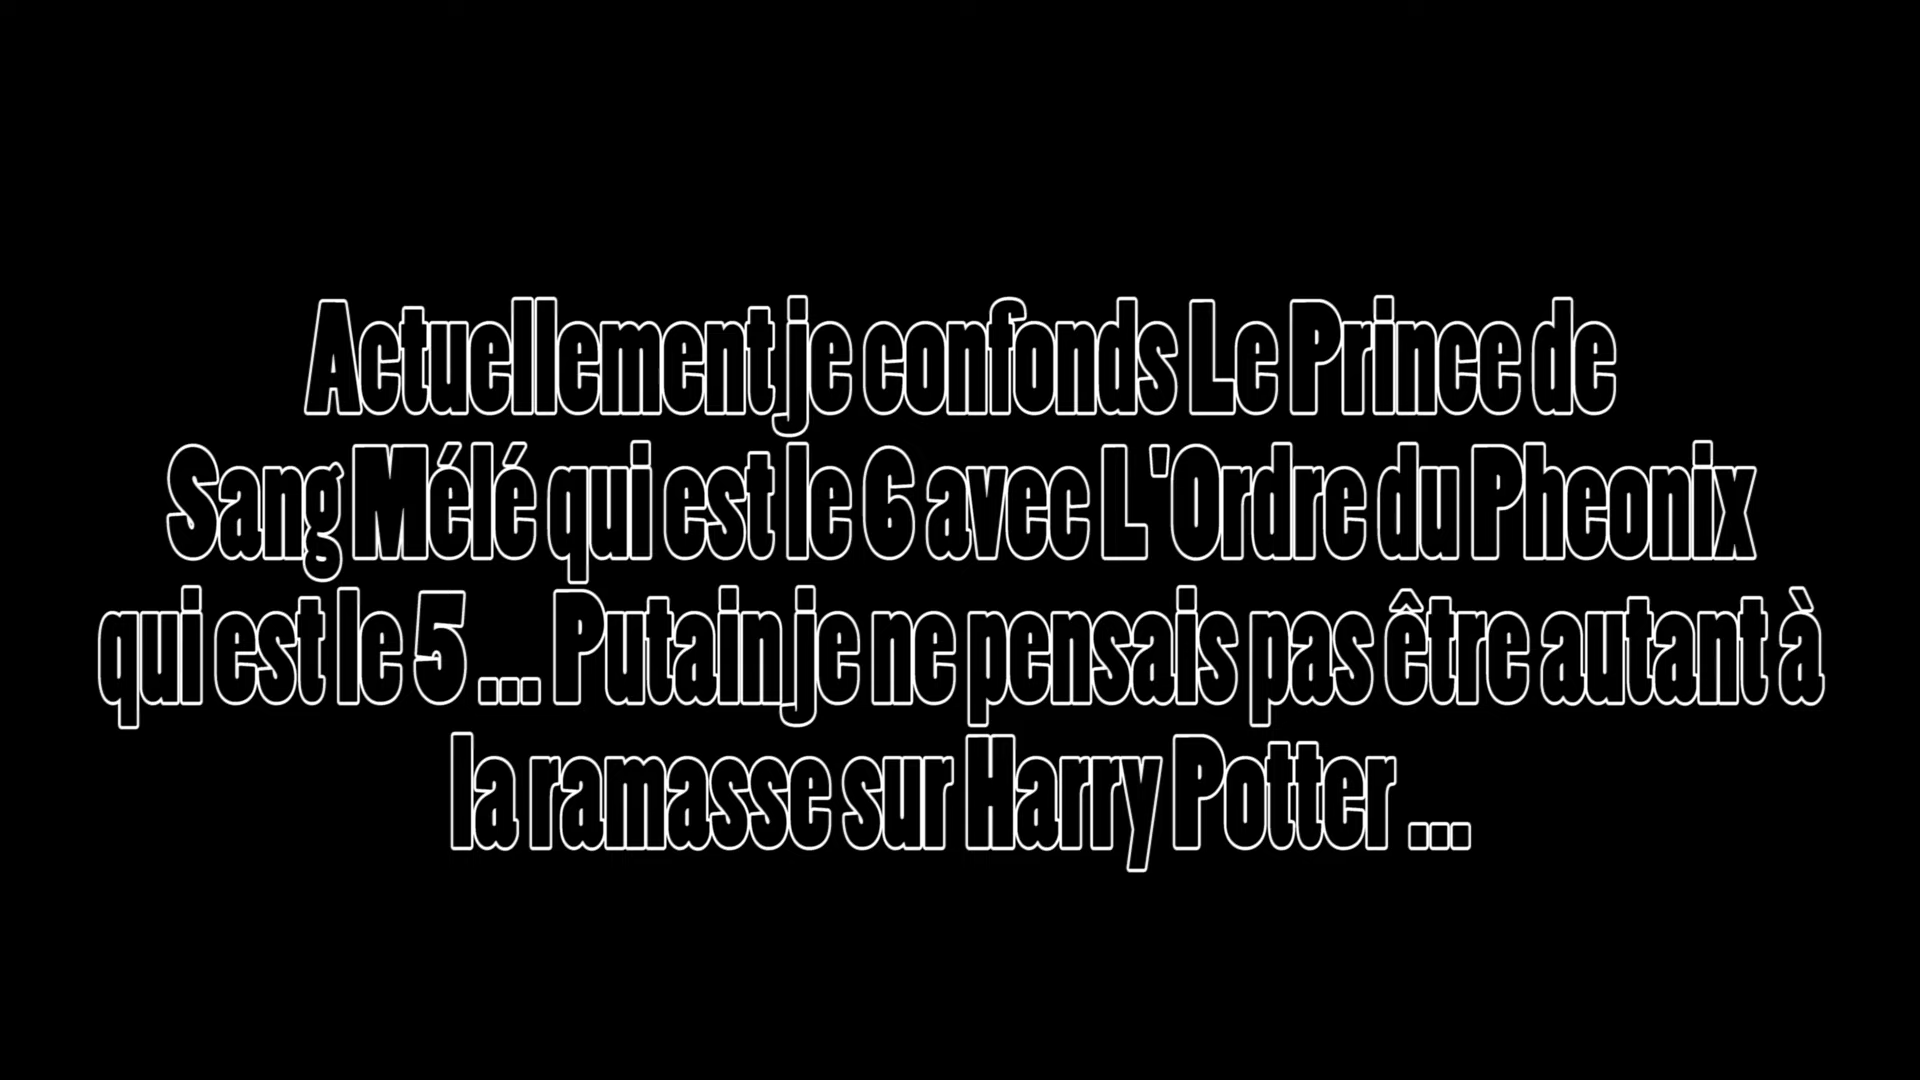 Actuellement je confonds Le Prince de
Sang Mélé qui est le 6 avec L'Ordre du Pheonix
qui est le 5 ... Putain je ne pensais pas être autant à
la ramasse sur Harry Potter ...